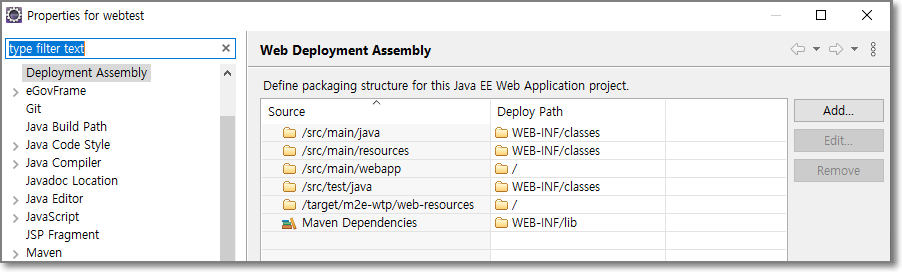 Properties for webtest
type filter text
Deployment Assembly
eGovFrame
Git
Java Build Path
Java Code Style
Java Compiler
Javadoc Location
Java Editor
JavaScript
JSP Fragment
Maven
Web Deployment Assembly
Define packaging structure for this Java EE Web Application project.
Source Deploy Path
/src/main/java WEB-INF/classes
/src/main/resources WEB-INF/classes
/src/main/webapp /
/src/test/java WEB-INF/classes
/target/m2e-wtp/web-resources /
Maven Dependencies WEB-INF/lib
Add...
Edit...
Remove